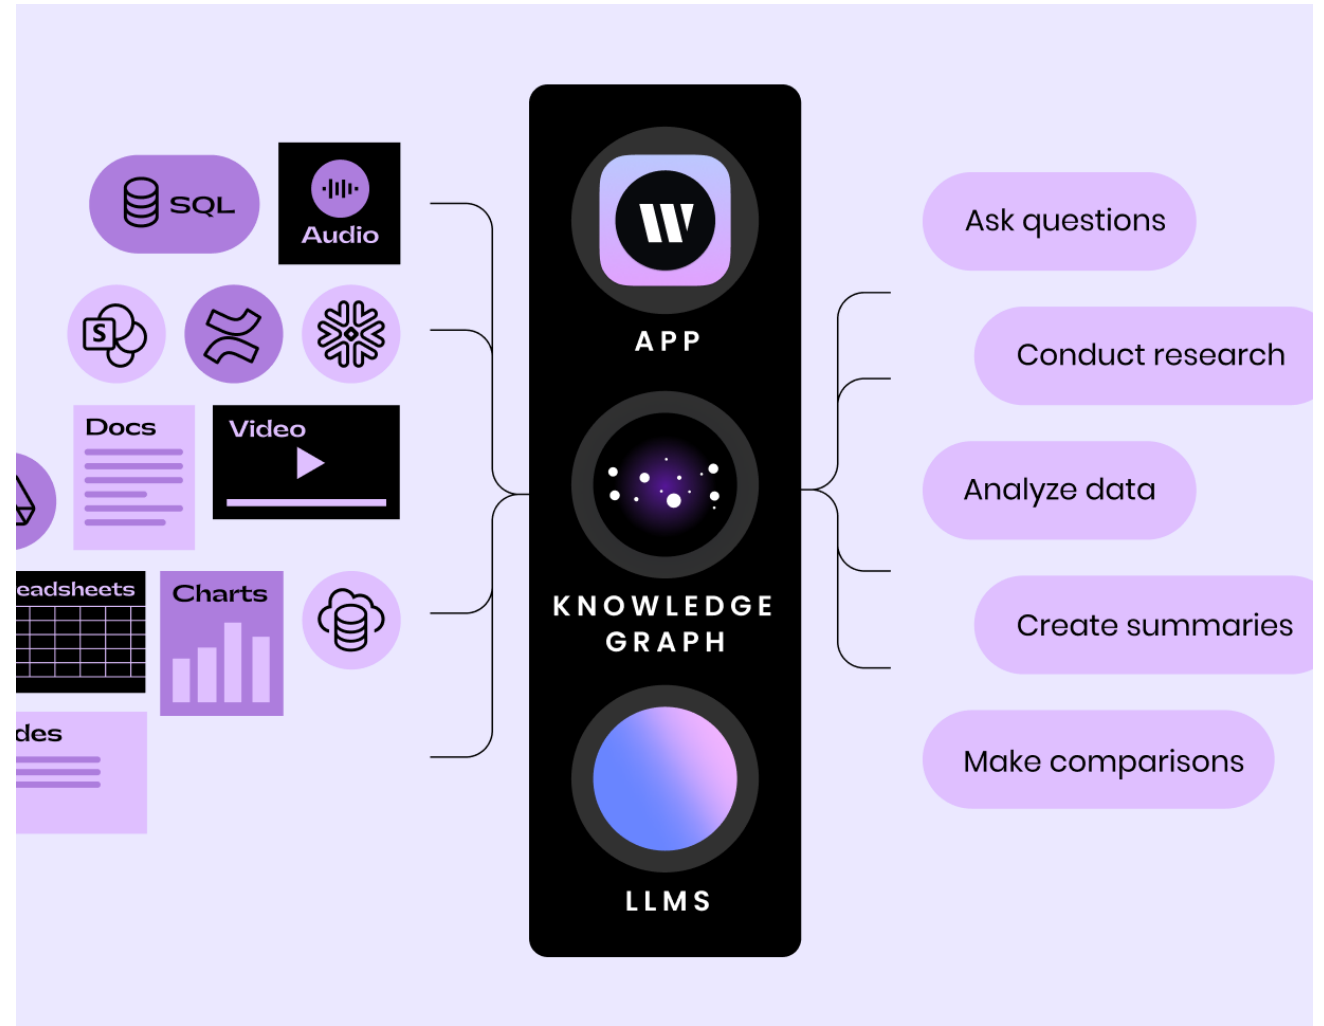 SQL
Audio
S
Docs
Video
eadsheets
Charts
des
W
APP
KNOWLEDGE
GRAPH
LLMS
Ask questions
Conduct research
Analyze data
Create summaries
Make comparisons